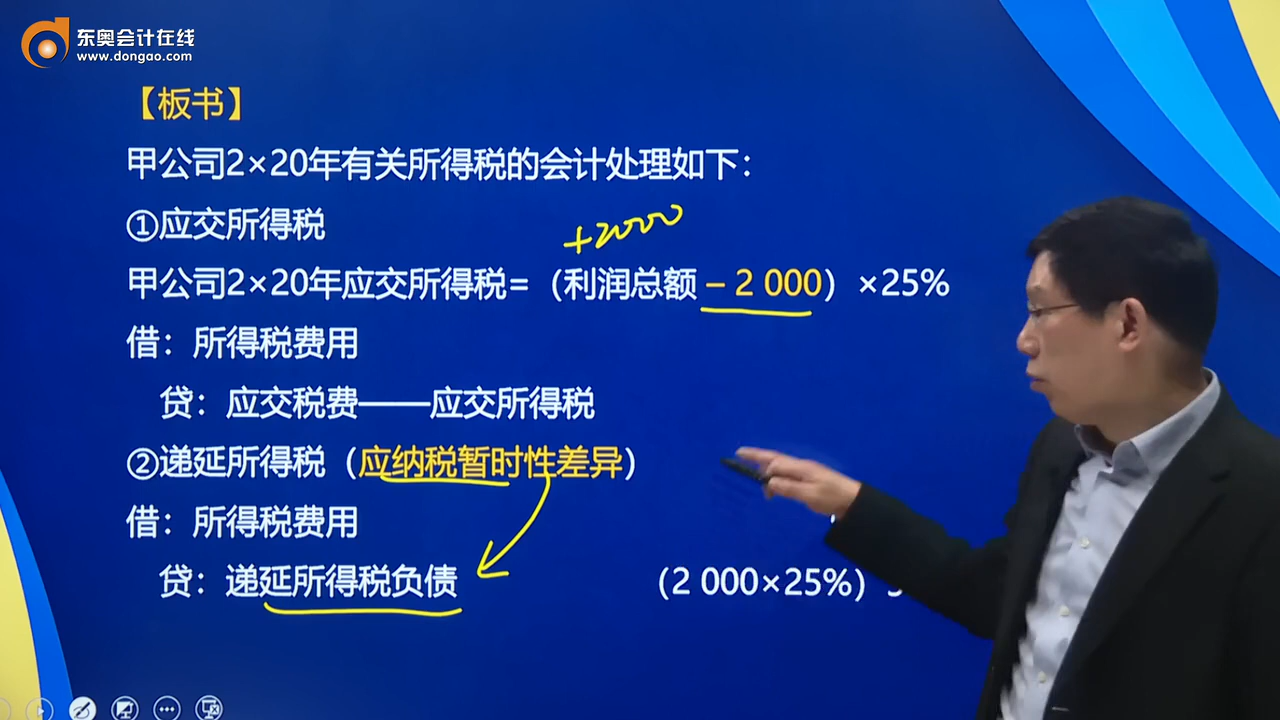 东奥会计在线
www.dongao.com
【板书】
甲公司2×20年有关所得税的会计处理如下：
①应交所得税
+2000
甲公司2×20年应交所得税=（利润总额－2 000）×25%
借：所得税费用
贷：应交税费——应交所得税
②递延所得税（应纳税暂时性差异）
借：所得税费用
贷：递延所得税负债 （2 000×25%）